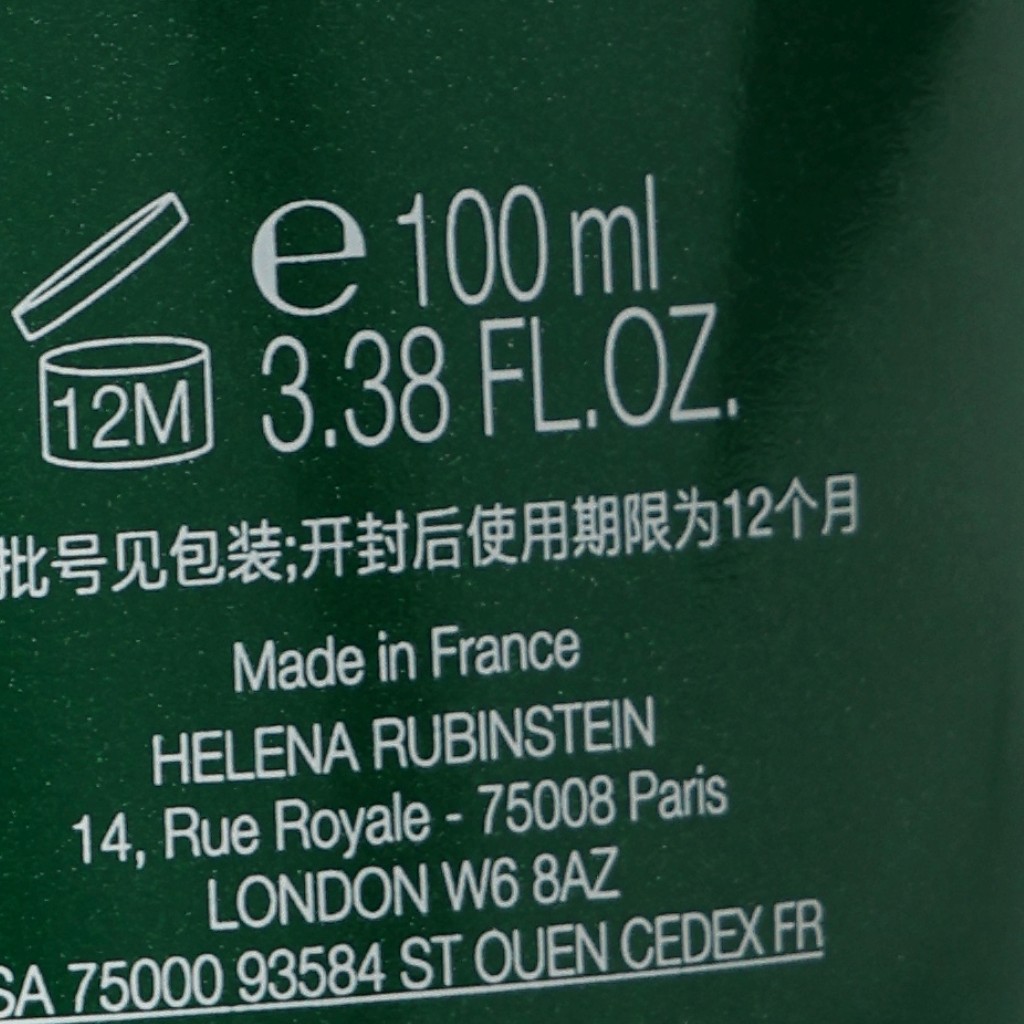 e 100 ml
3.38 FL.OZ.
12M
批号见包装;开封后使用期限为12个月
Made in France
HELENA RUBINSTEIN
14, Rue Royale - 75008 Paris
LONDON W6 8AZ
SA 75000 93584 ST OUEN CEDEX FR